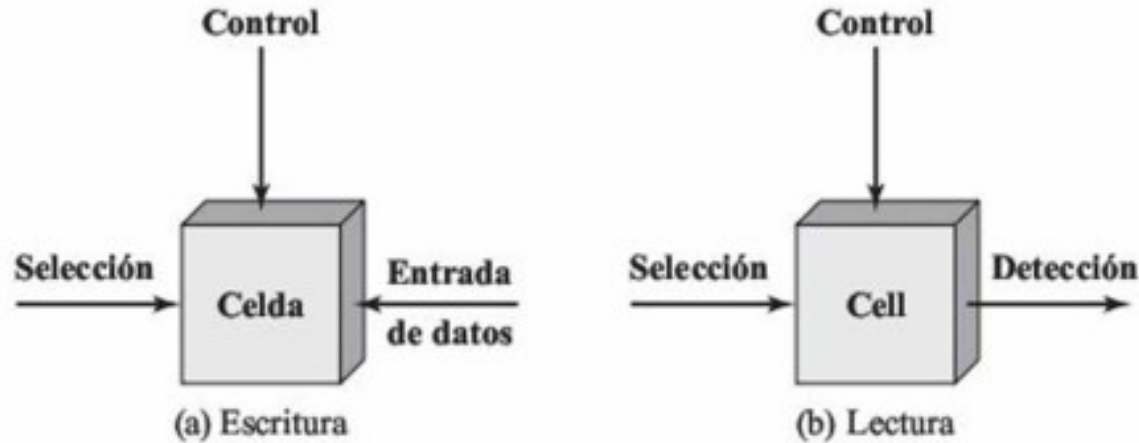 Control
Selección
Celda
Entrada
de datos
(a) Escritura
Control
Selección
Cell
Detección
(b) Lectura